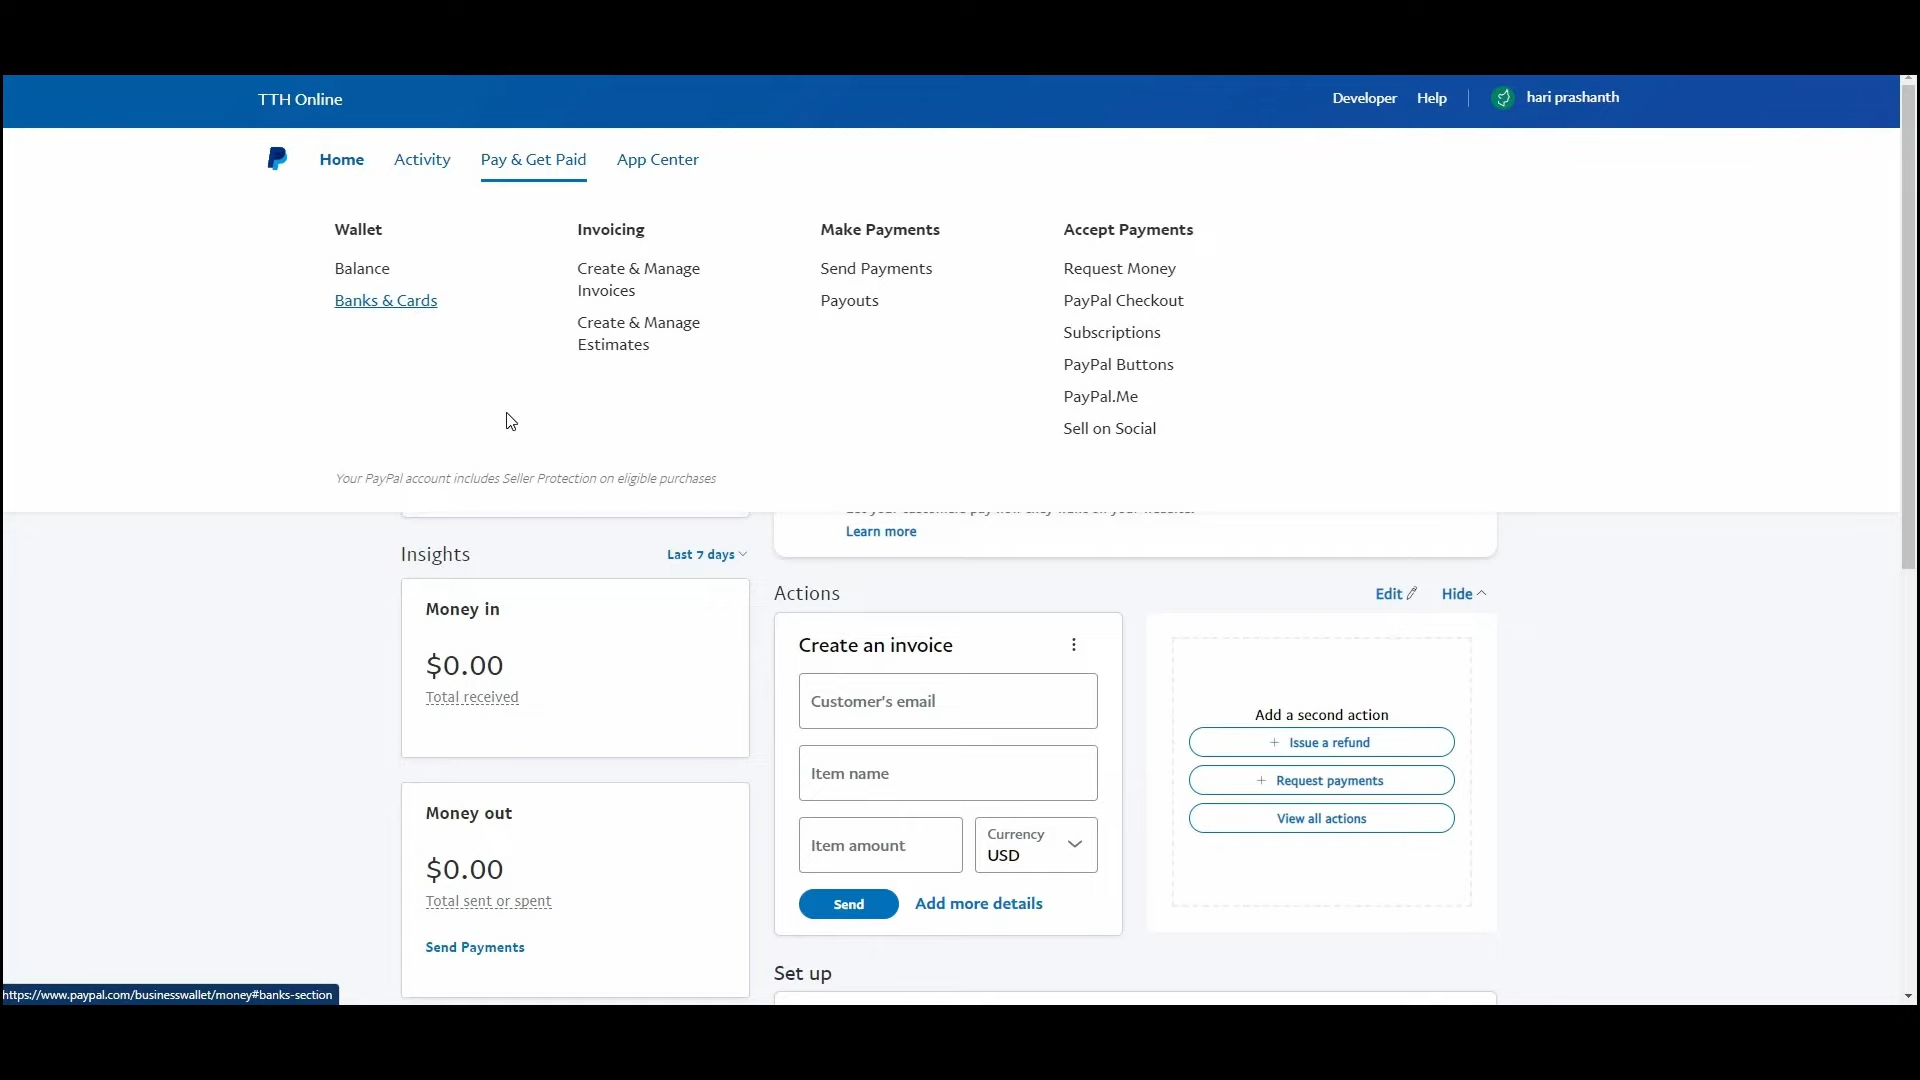 TTH Online
Developer Help hari prashanth
Home Activity Pay & Get Paid App Center
Wallet
Balance
Banks & Cards
Invoicing
Create & Manage
Invoices
Create & Manage
Estimates
Make Payments
Send Payments
Payouts
Accept Payments
Request Money
PayPal Checkout
Subscriptions
PayPal Buttons
PayPal.Me
Sell on Social
Your PayPal account includes Seller Protection on eligible purchases
Learn more
Insights
Last 7 days
Money in
$0.00
Total received
Money out
$0.00
Total sent or spent
Send Payments
Actions
Edit
Hide
Create an invoice
Customer's email
Item name
Item amount
Currency
USD
Send
Add more details
Add a second action
+ Issue a refund
+ Request payments
View all actions
Set up
https://www.paypal.com/businesswallet/money#banks-section